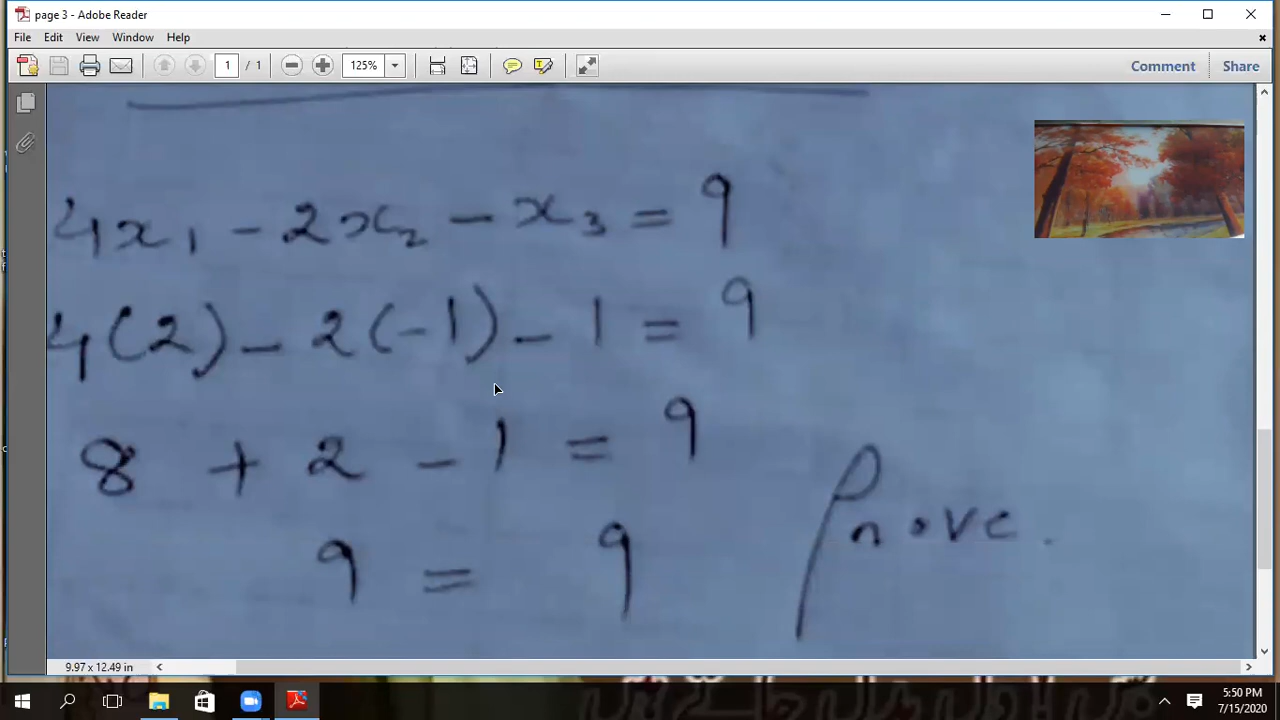 page 3 - Adobe Reader
File Edit View Window Help
1 / 1 125% Comment Share
4x₁ - 2x₂ - x₃ = 9
4(2) - 2(-1) - 1 = 9
8 + 2 - 1 = 9
9 = 9
Prove.
9.97 x 12.49 in
5:50 PM
7/15/2020